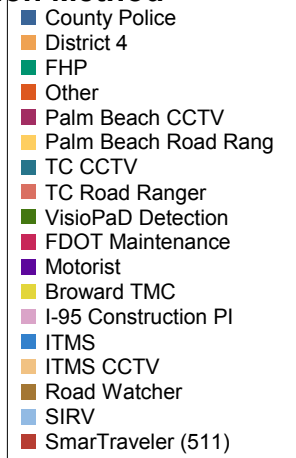 County Police
District 4
FHP
Other
Palm Beach CCTV
Palm Beach Road Rang
TC CCTV
TC Road Ranger
VisioPaD Detection
FDOT Maintenance
Motorist
Broward TMC
I-95 Construction PI
ITMS
ITMS CCTV
Road Watcher
SIRV
SmarTraveler (511)